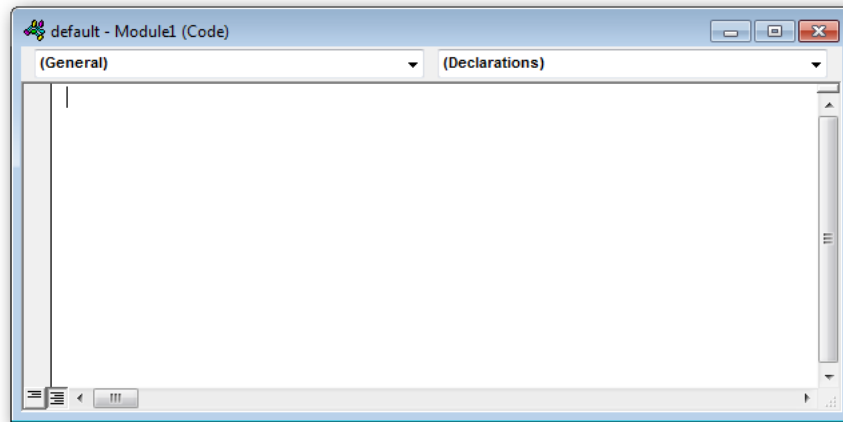 default - Module1 (Code)
(General)
(Declarations)